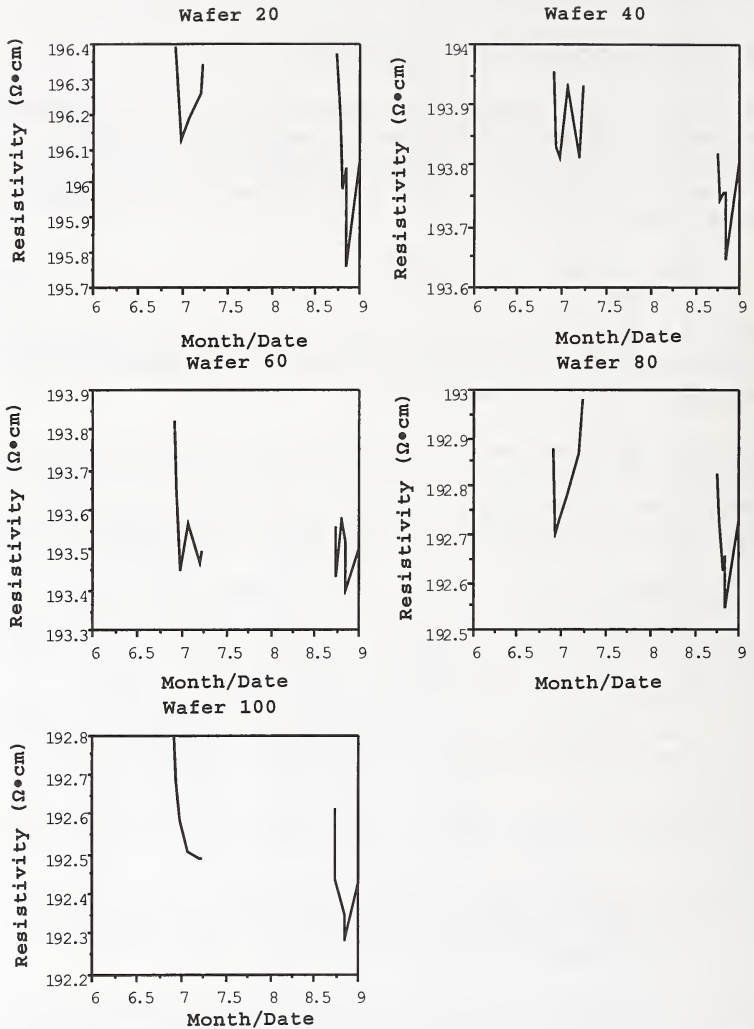 Wafer 20
Resistivity (Ω•cm)
196.4
196.3
196.2
196.1
196
195.9
195.8
195.7
6 6.5 7 7.5 8 8.5 9
Month/Date
Wafer 40
Resistivity (Ω•cm)
194
193.9
193.8
193.7
193.6
6 6.5 7 7.5 8 8.5 9
Month/Date
Wafer 60
Resistivity (Ω•cm)
193.9
193.8
193.7
193.6
193.5
193.4
193.3
6 6.5 7 7.5 8 8.5 9
Month/Date
Wafer 80
Resistivity (Ω•cm)
193
192.9
192.8
192.7
192.6
192.5
6 6.5 7 7.5 8 8.5 9
Month/Date
Wafer 100
Resistivity (Ω•cm)
192.8
192.7
192.6
192.5
192.4
192.3
192.2
6 6.5 7 7.5 8 8.5 9
Month/Date